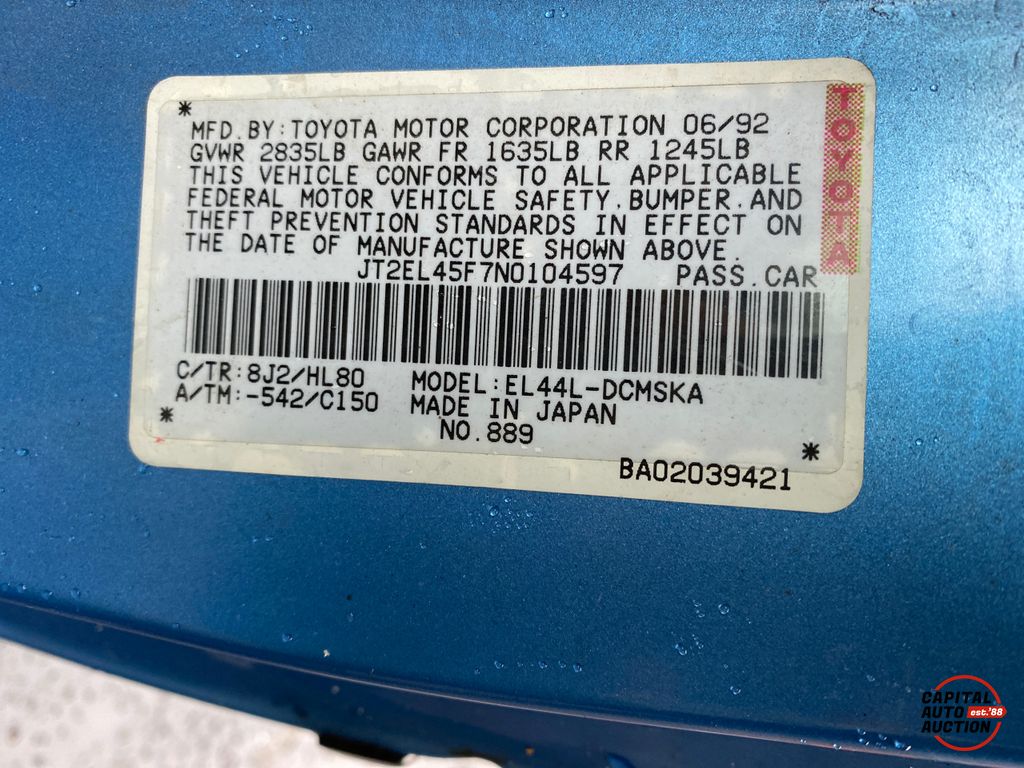 *
MFD.BY:TOYOTA MOTOR CORPORATION 06/92
GVWR 2835LB GAWR FR 1635LB RR 1245LB
THIS VEHICLE CONFORMS TO ALL APPLICABLE
FEDERAL MOTOR VEHICLE SAFETY,BUMPER,AND
THEFT PREVENTION STANDARDS IN EFFECT ON
THE DATE OF MANUFACTURE SHOWN ABOVE.
JT2EL45F7N0104597 PASS.CAR
TOYOTA
C/TR:8J2/HL80 MODEL:EL44L-DCMSKA
A/TM:-542/C150 MADE IN JAPAN
* NO.889 *
BA02039421
CAPITAL
AUTO est.'88
AUCTION